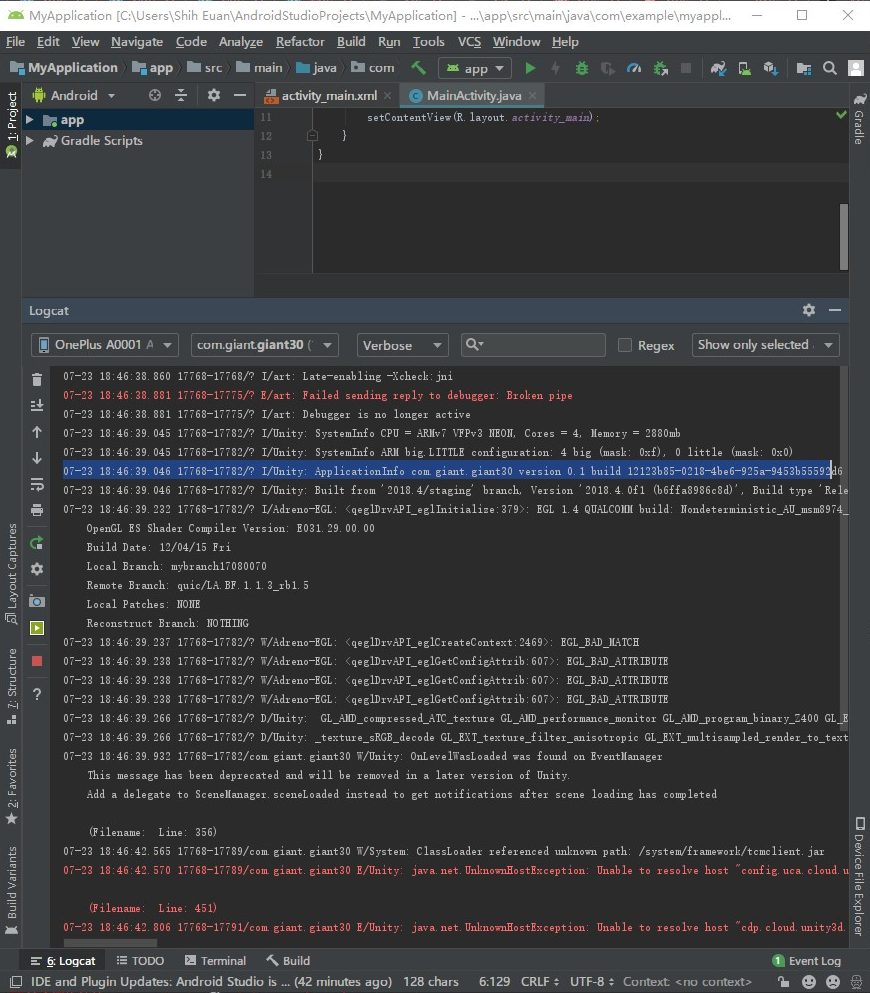 MyApplication [C:\Users\Shih Euan\AndroidStudioProjects\MyApplication] - ...\app\src\main\java\com\example\myappl...
File Edit View Navigate Code Analyze Refactor Build Run Tools VCS Window Help
MyApplication app src main java com app
Android activity_main.xml MainActivity.java
1: Project
Gradle
app
Gradle Scripts
11 setContentView(R.layout.activity_main);
12 }
13 }
14
Logcat
OnePlus A0001 A com.giant.giant30 ( Verbose Regex Show only selected
07-23 18:46:38.860 17768-17768/? I/art: Late-enabling -Xcheck:jni
07-23 18:46:38.881 17768-17775/? E/art: Failed sending reply to debugger: Broken pipe
07-23 18:46:38.881 17768-17775/? I/art: Debugger is no longer active
07-23 18:46:39.045 17768-17782/? I/Unity: SystemInfo CPU = ARMv7 VFPv3 NEON, Cores = 4, Memory = 2880mb
07-23 18:46:39.045 17768-17782/? I/Unity: SystemInfo ARM big.LITTLE configuration: 4 big (mask: 0xf), 0 little (mask: 0x0)
07-23 18:46:39.046 17768-17782/? I/Unity: ApplicationInfo com.giant.giant30 version 0.1 build 12123b85-0218-4be6-925a-9453b55592d6
07-23 18:46:39.046 17768-17782/? I/Unity: Built from '2018.4/staging' branch, Version '2018.4.0f1 (b6ffa8986c8d)', Build type 'Rele
07-23 18:46:39.232 17768-17782/? I/Adreno-EGL: <qeglDrvAPI_eglInitialize:379>: EGL 1.4 QUALCOMM build: Nondeterministic_AU_msm8974_
OpenGL ES Shader Compiler Version: E031.29.00.00
Build Date: 12/04/15 Fri
Local Branch: mybranch17080070
Remote Branch: quic/LA.BF.1.1.3_rb1.5
Local Patches: NONE
Reconstruct Branch: NOTHING
07-23 18:46:39.237 17768-17782/? W/Adreno-EGL: <qeglDrvAPI_eglCreateContext:2469>: EGL_BAD_MATCH
07-23 18:46:39.238 17768-17782/? W/Adreno-EGL: <qeglDrvAPI_eglGetConfigAttrib:607>: EGL_BAD_ATTRIBUTE
07-23 18:46:39.238 17768-17782/? W/Adreno-EGL: <qeglDrvAPI_eglGetConfigAttrib:607>: EGL_BAD_ATTRIBUTE
07-23 18:46:39.238 17768-17782/? W/Adreno-EGL: <qeglDrvAPI_eglGetConfigAttrib:607>: EGL_BAD_ATTRIBUTE
07-23 18:46:39.266 17768-17782/? D/Unity: GL_AMD_compressed_ATC_texture GL_AMD_performance_monitor GL_AMD_program_binary_Z400 GL_E
07-23 18:46:39.266 17768-17782/? D/Unity: _texture_sRGB_decode GL_EXT_texture_filter_anisotropic GL_EXT_multisampled_render_to_text
07-23 18:46:39.932 17768-17782/com.giant.giant30 W/Unity: OnLevelWasLoaded was found on EventManager
This message has been deprecated and will be removed in a later version of Unity.
Add a delegate to SceneManager.sceneLoaded instead to get notifications after scene loading has completed
(Filename: Line: 356)
07-23 18:46:42.565 17768-17789/com.giant.giant30 W/System: ClassLoader referenced unknown path: /system/framework/tcmclient.jar
07-23 18:46:42.570 17768-17789/com.giant.giant30 E/Unity: java.net.UnknownHostException: Unable to resolve host "config.uca.cloud.u
(Filename: Line: 451)
07-23 18:46:42.806 17768-17791/com.giant.giant30 E/Unity: java.net.UnknownHostException: Unable to resolve host "cdp.cloud.unity3d.
Layout Captures
7: Structure
2: Favorites
Build Variants
Device File Explorer
6: Logcat TODO Terminal Build 1 Event Log
IDE and Plugin Updates: Android Studio is ... (42 minutes ago) 128 chars 6:129 CRLF UTF-8 Context: <no context>